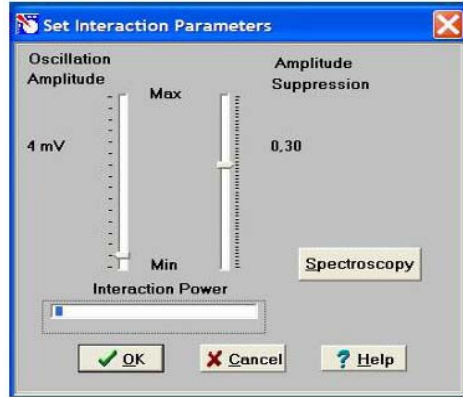 Set Interaction Parameters
Oscillation
Amplitude
Amplitude
Suppression
Max
4 mV
0,30
Min
Spectroscopy
Interaction Power
OK
Cancel
Help